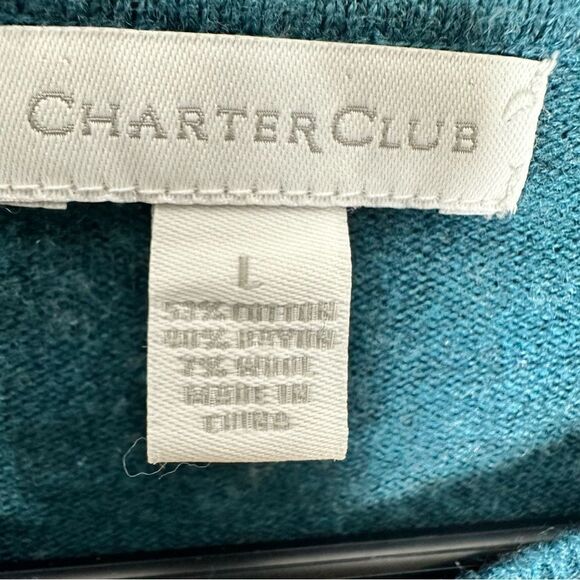 CHARTER CLUB
L
53% COTTON
40% RAYON
7% WOOL
MADE IN
CHINA